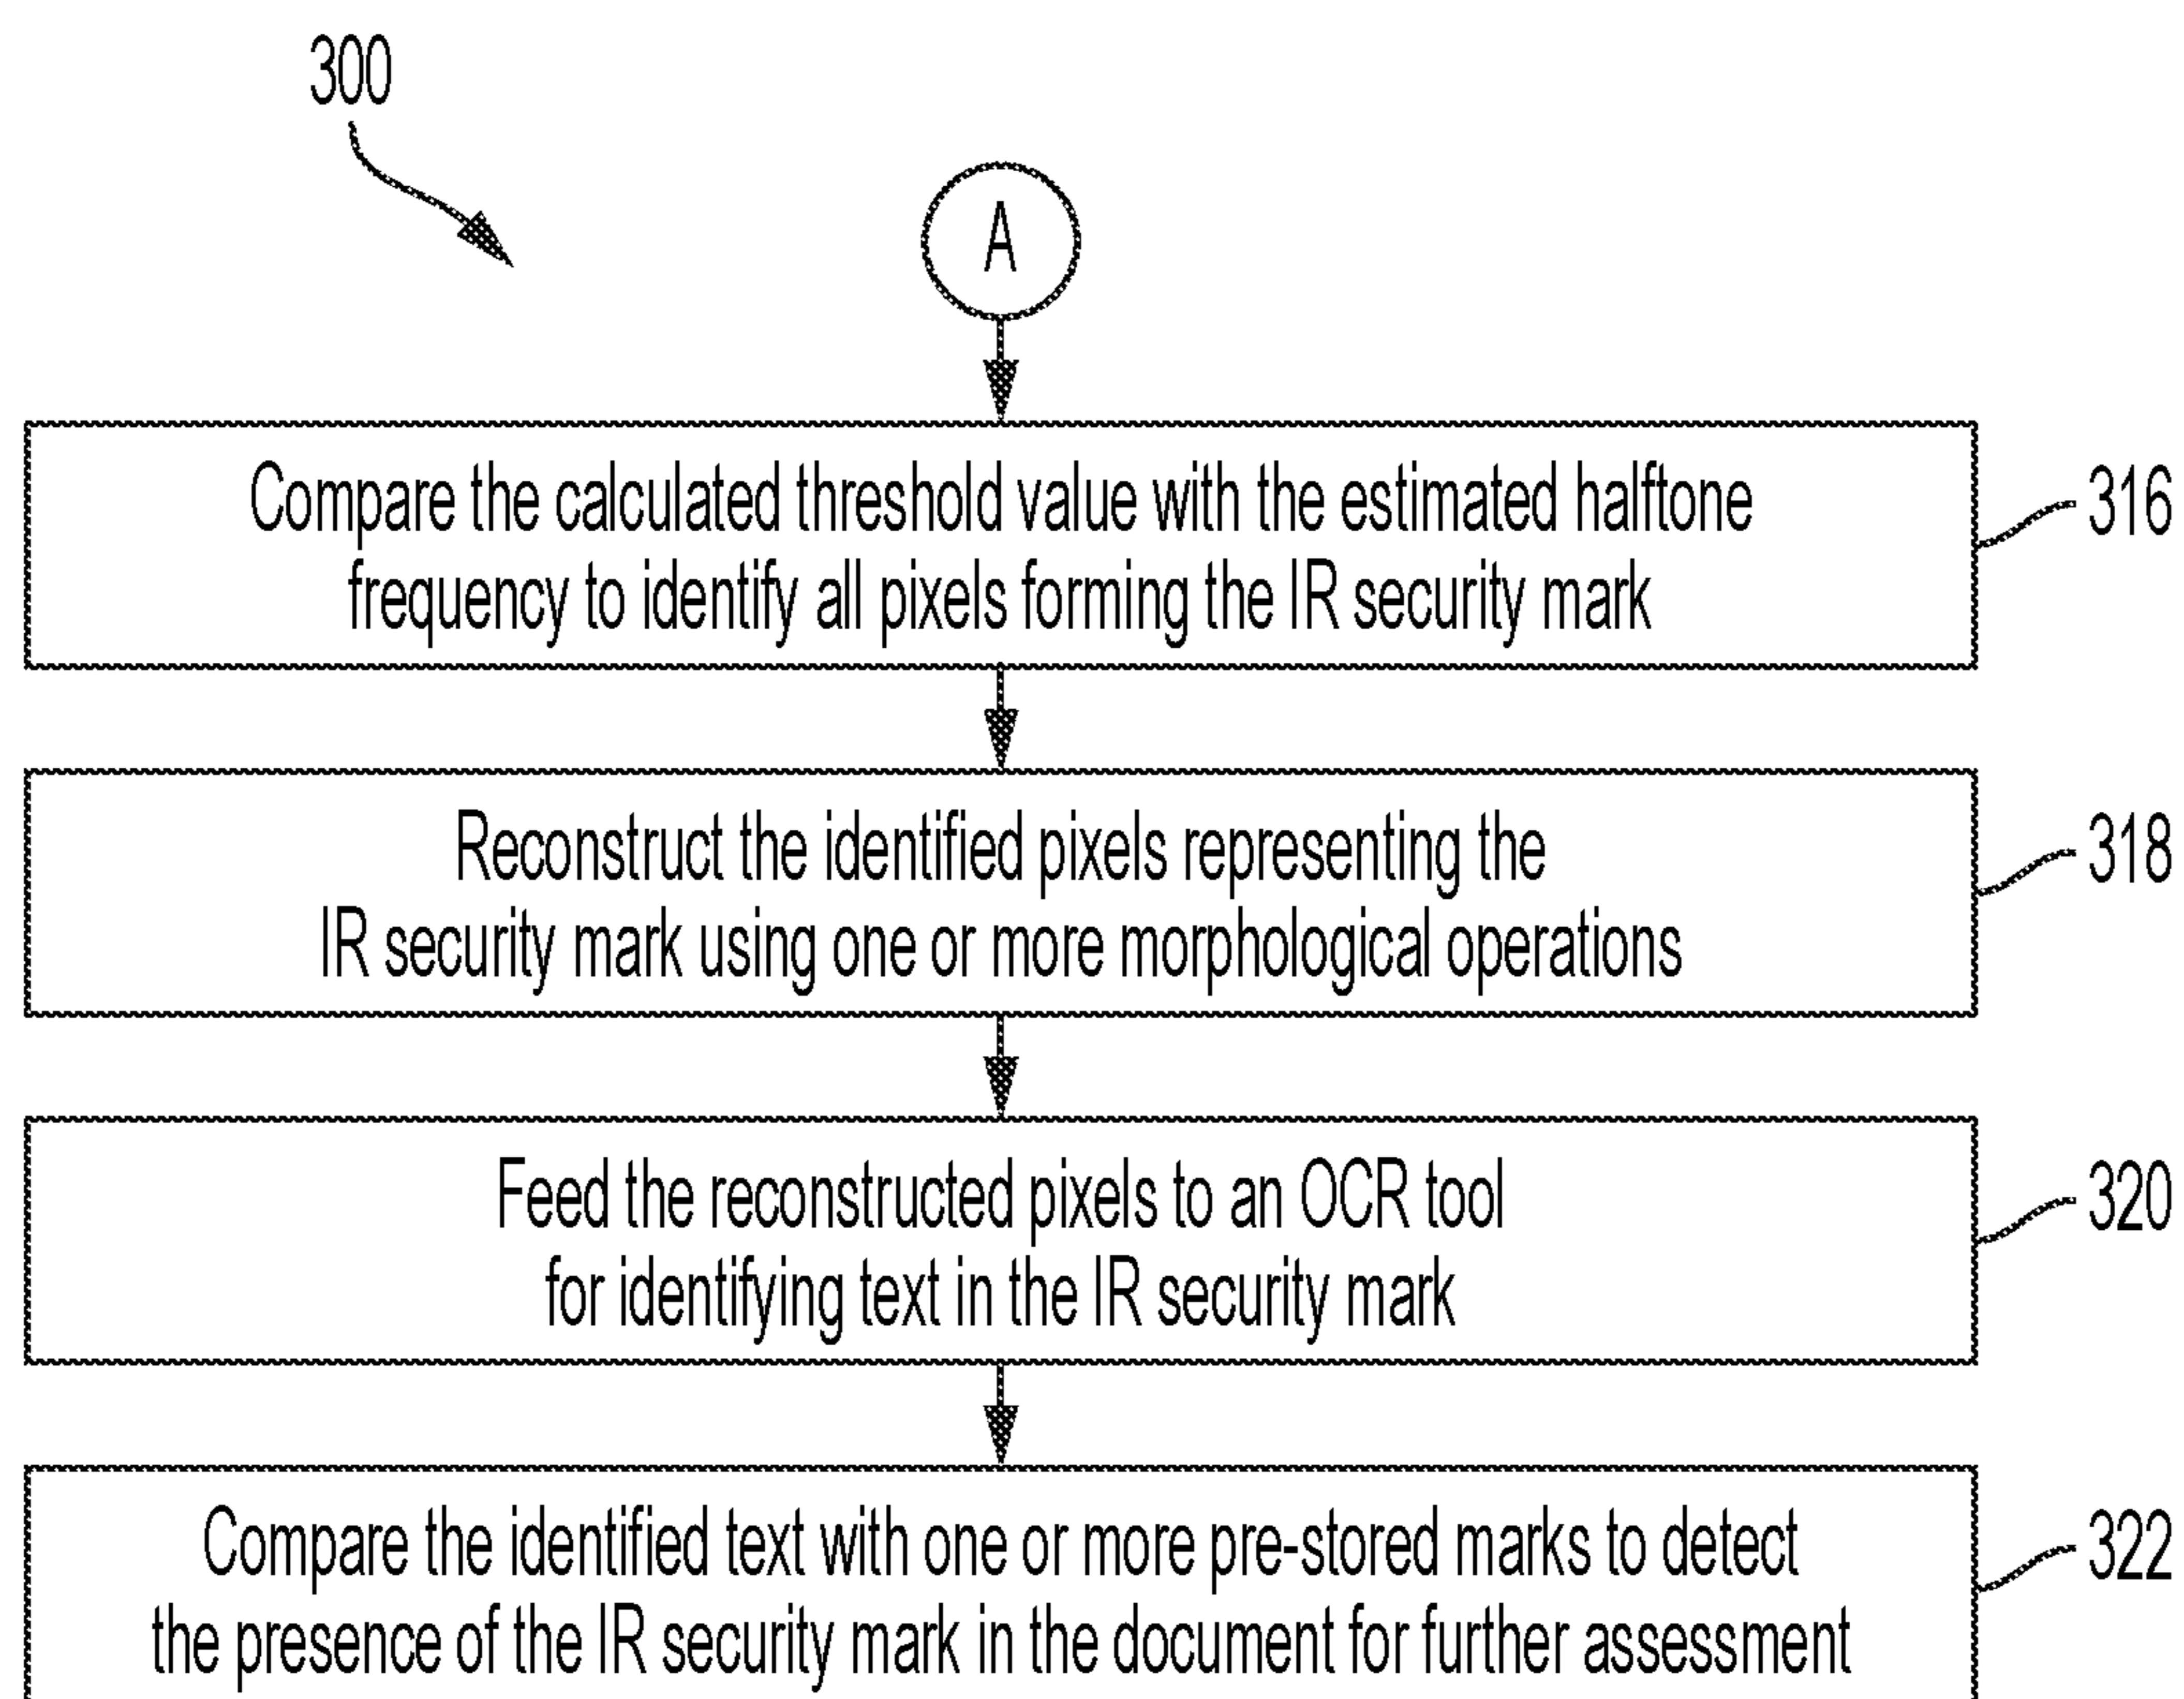 300
A
Compare the calculated threshold value with the estimated halftone
frequency to identify all pixels forming the IR security mark
316
Reconstruct the identified pixels representing the
IR security mark using one or more morphological operations
318
Feed the reconstructed pixels to an OCR tool
for identifying text in the IR security mark
320
Compare the identified text with one or more pre-stored marks to detect
the presence of the IR security mark in the document for further assessment
322